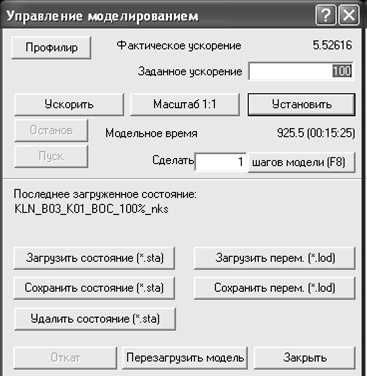 Управление моделированием
Профилир
Фактическое ускорение 5.52616
Заданное ускорение 100
Ускорить Масштаб 1:1 Установить
Останов
Модельное время 925.5 (00:15:25)
Пуск
Сделать 1 шагов модели (F8)
Последнее загруженное состояние:
KLN_B03_K01_BOC_100%_nks
Загрузить состояние (*.sta) Загрузить перем. (*.lod)
Сохранить состояние (*.sta) Сохранить перем. (*.lod)
Удалить состояние (*.sta)
Откат Перезагрузить модель Закрыть